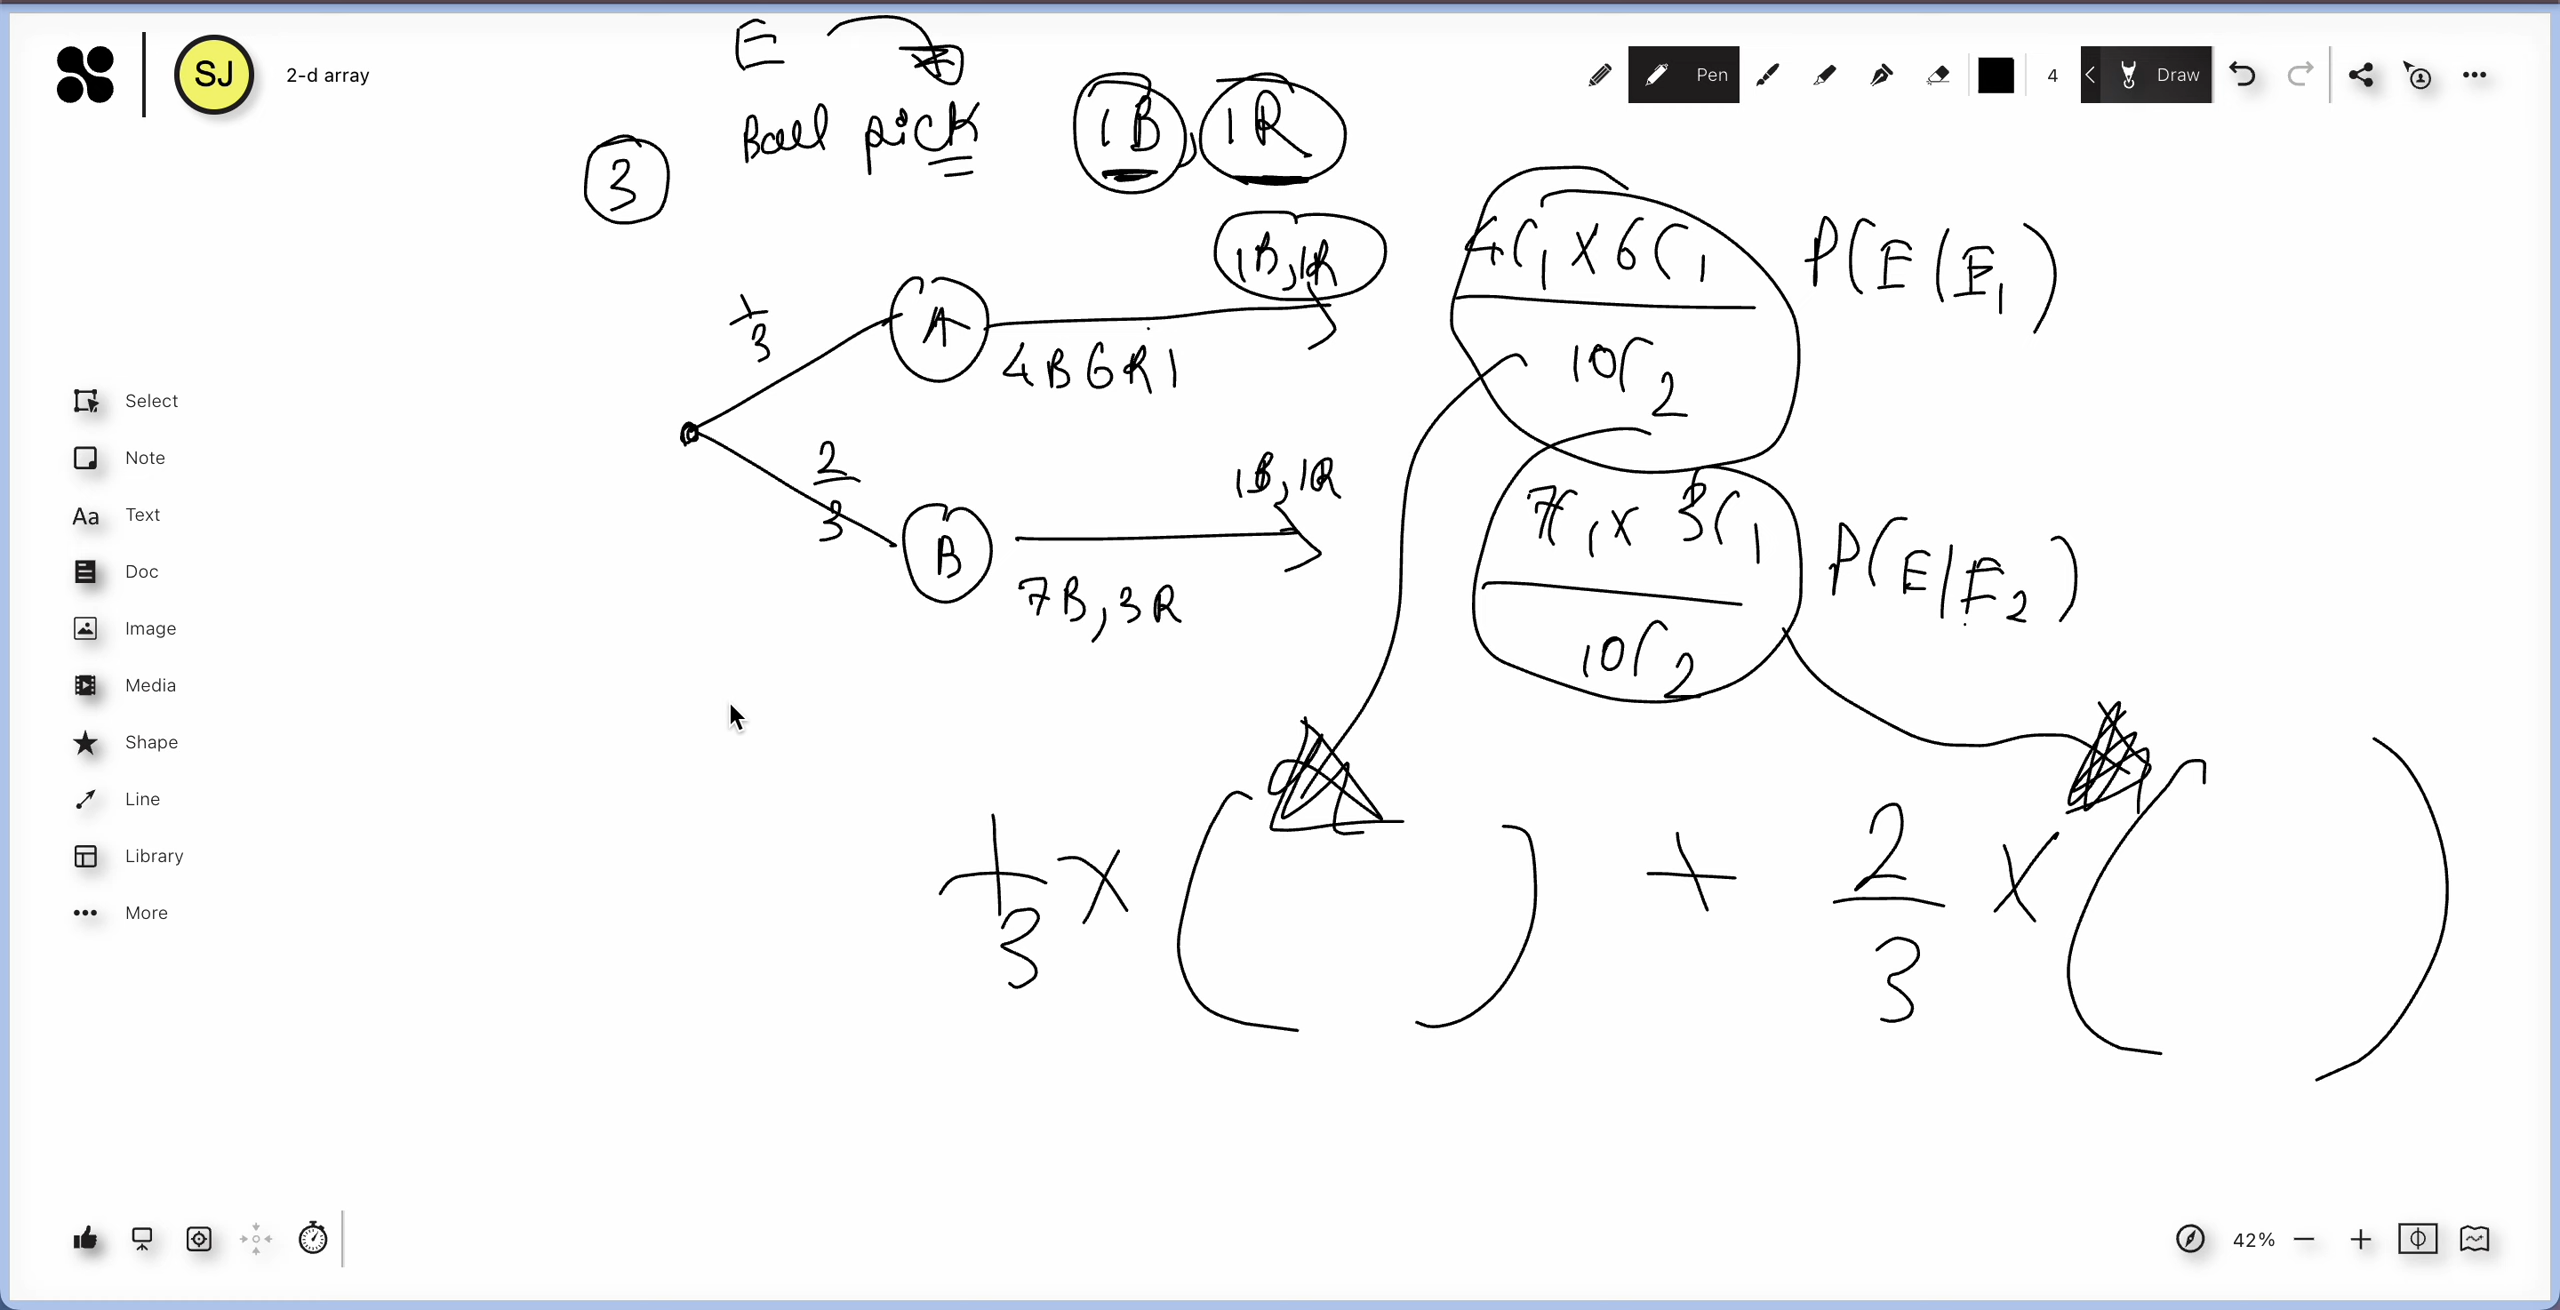 SJ
2-d array
E
Ball pick
1B, 1R
Pen
4
Draw
3
1B, 1R
4C1 X 6C1
10C2
P(E/E1)
1
3
A
4B 6R
2
3
B
1B, 1R
7B, 3R
7C1 x 3C1
10C2
P(E/E2)
Select
Note
Aa Text
Doc
Image
Media
Shape
Line
Library
More
1/3 x ( ) + 2/3 x ( )
42%